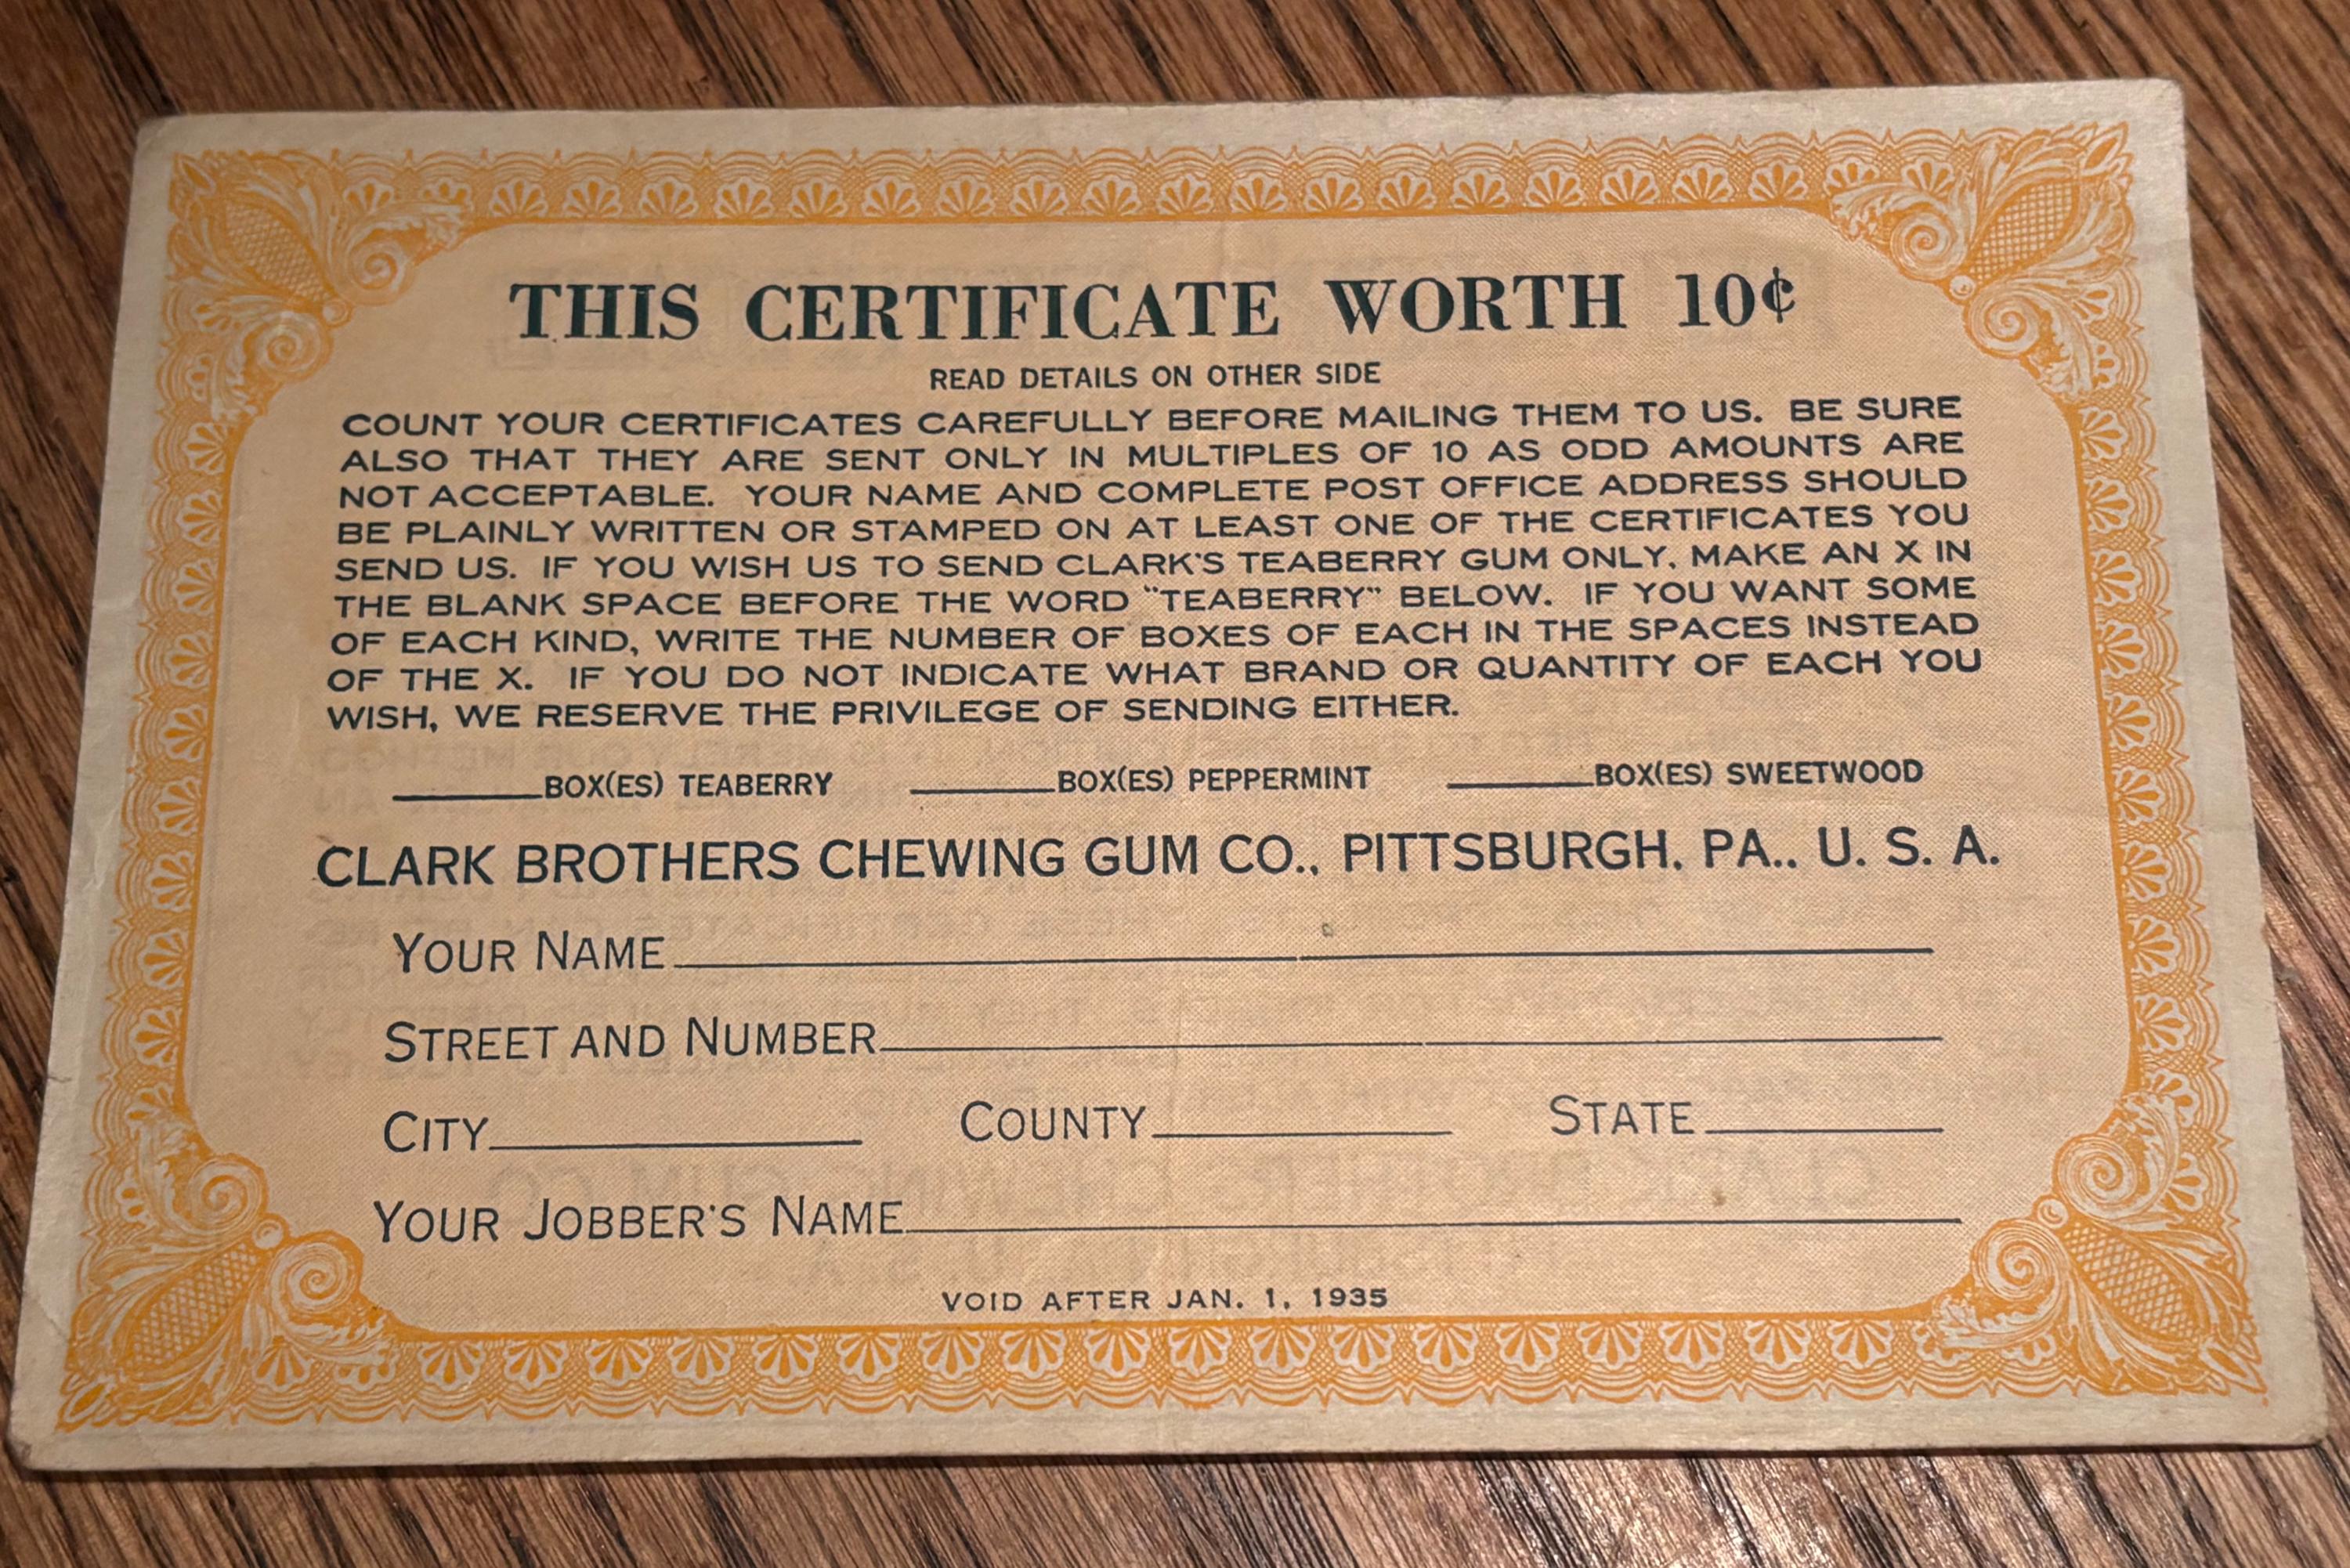 THIS CERTIFICATE WORTH 10¢
READ DETAILS ON OTHER SIDE
COUNT YOUR CERTIFICATES CAREFULLY BEFORE MAILING THEM TO US. BE SURE
ALSO THAT THEY ARE SENT ONLY IN MULTIPLES OF 10 AS ODD AMOUNTS ARE
NOT ACCEPTABLE. YOUR NAME AND COMPLETE POST OFFICE ADDRESS SHOULD
BE PLAINLY WRITTEN OR STAMPED ON AT LEAST ONE OF THE CERTIFICATES YOU
SEND US. IF YOU WISH US TO SEND CLARK'S TEABERRY GUM ONLY, MAKE AN X IN
THE BLANK SPACE BEFORE THE WORD "TEABERRY" BELOW. IF YOU WANT SOME
OF EACH KIND, WRITE THE NUMBER OF BOXES OF EACH IN THE SPACES INSTEAD
OF THE X. IF YOU DO NOT INDICATE WHAT BRAND OR QUANTITY OF EACH YOU
WISH, WE RESERVE THE PRIVILEGE OF SENDING EITHER.
______BOX(ES) TEABERRY ______BOX(ES) PEPPERMINT ______BOX(ES) SWEETWOOD
CLARK BROTHERS CHEWING GUM CO., PITTSBURGH, PA., U. S. A.
YOUR NAME
STREET AND NUMBER
CITY COUNTY STATE
YOUR JOBBER'S NAME
VOID AFTER JAN. 1, 1935